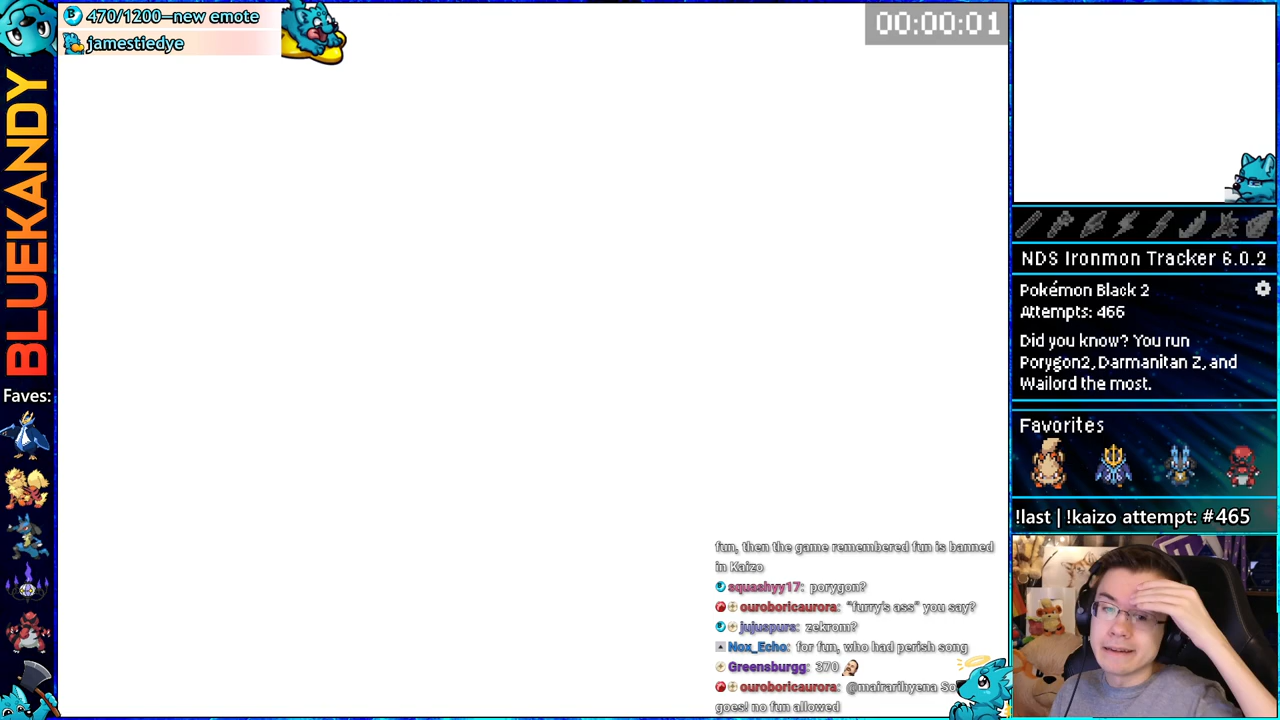 470/1200—new emote
jamestiedye
00:00:01
BLUEKANDY
Faves:
NDS Ironmon Tracker 6.0.2
Pokémon Black 2
Attempts: 466
Did you know? You run
Porygon2, Darmanitan Z, and
Wailord the most.
Favorites
!last | !kaizo attempt: #465
fun, then the game remembered fun is banned
in Kaizo
squashyy17: porygon?
ouroboricaurora: "furry's ass" you say?
jujuspurs: zekrom?
Nox_Echo: for fun, who had perish song
Greensburgg: 370
ouroboricaurora: @mairarihyena So
goes! no fun allowed